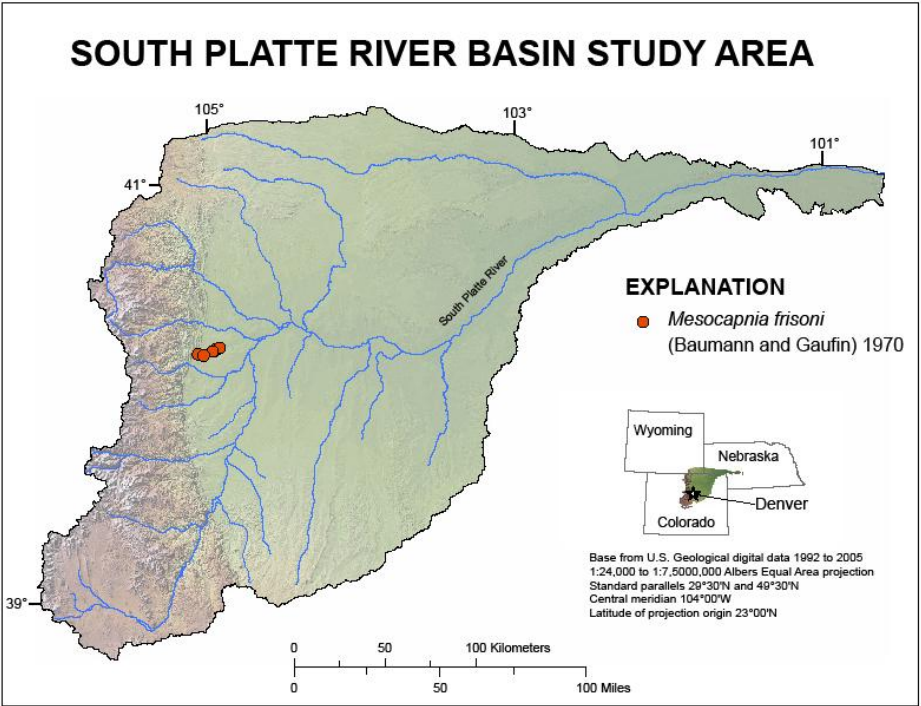 SOUTH PLATTE RIVER BASIN STUDY AREA
105°
103°
101°
41°
South Platte River
EXPLANATION
Mesocapnia frisoni
(Baumann and Gaufin) 1970
Wyoming
Nebraska
Denver
Colorado
Base from U.S. Geological digital data 1992 to 2005
1:24,000 to 1:7,5000,000 Albers Equal Area projection
Standard parallels 29°30'N and 49°30'N
Central meridian 104°00'W
Latitude of projection origin 23°00'N
39°
0 50 100 Kilometers
0 50 100 Miles